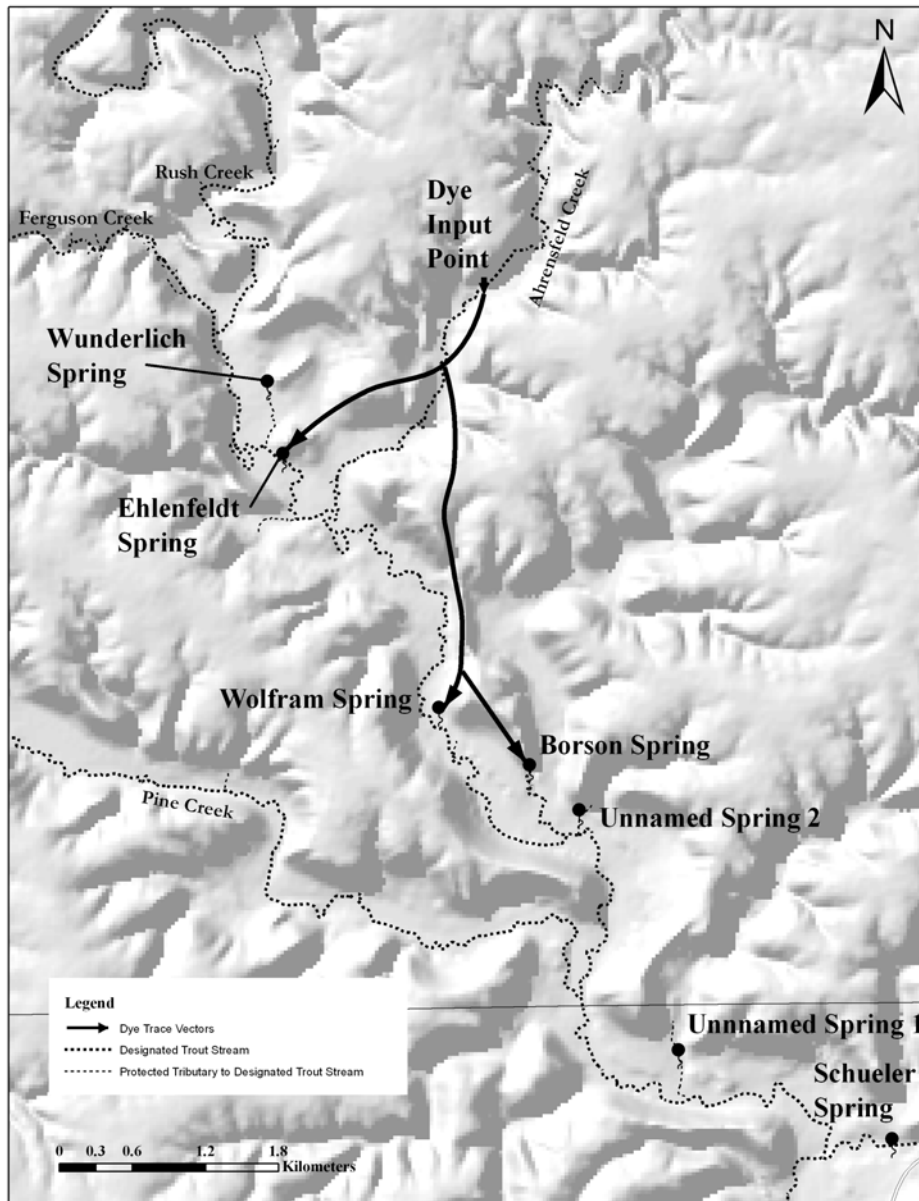 N
Rush Creek
Ferguson Creek
Dye
Input
Point
Ahrensfeld Creek
Wunderlich
Spring
Ehlenfeldt
Spring
Wolfram Spring
Borson Spring
Unnamed Spring 2
Pine Creek
Legend
Dye Trace Vectors
Designated Trout Stream
Protected Tributary to Designated Trout Stream
Unnnamed Spring 1
Schueler
Spring
0 0.3 0.6 1.2 1.8
Kilometers